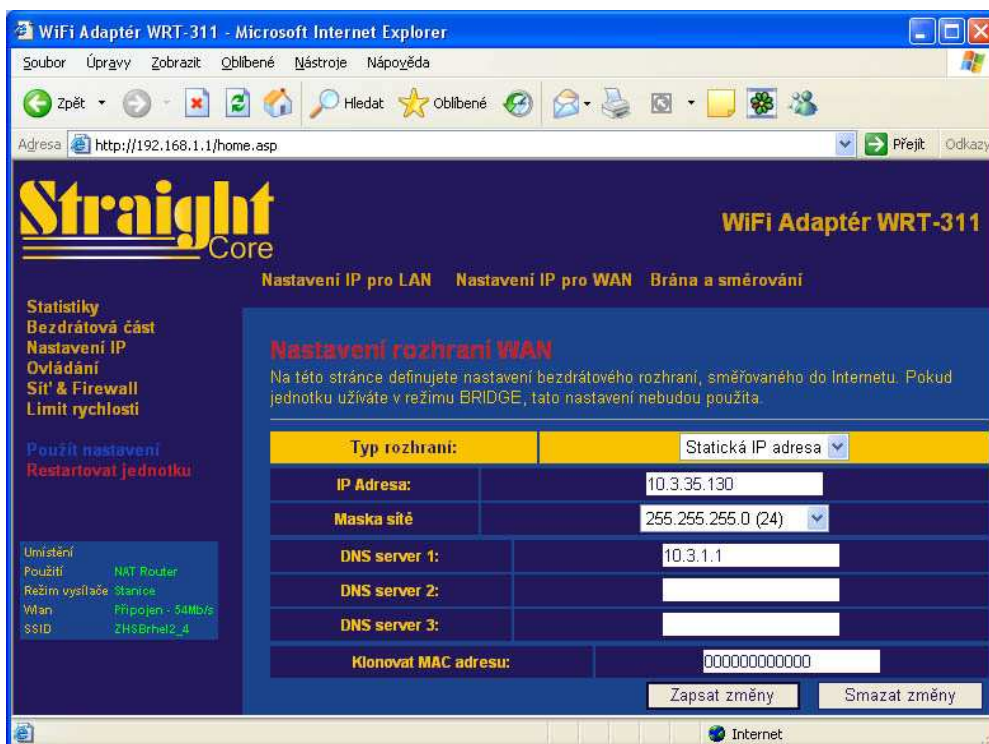 WiFi Adaptér WRT-311 - Microsoft Internet Explorer
Soubor Úpravy Zobrazit Oblíbené Nástroje Nápověda
Zpět Hledat Oblíbené
Adresa http://192.168.1.1/home.asp Přejít Odkazy
Straight
Core
WiFi Adaptér WRT-311
Nastavení IP pro LAN Nastavení IP pro WAN Brána a směrování
Statistiky
Bezdrátová část
Nastavení IP
Ovládání
Síť & Firewall
Limit rychlosti
Použít nastavení
Restartovat jednotku
Umístění
Použití NAT Router
Režim vysílače Stanice
Wlan Připojen - 54Mb/s
SSID ZHSBrhel2_4
Nastavení rozhraní WAN
Na této stránce definujete nastavení bezdrátového rozhraní, směřovaného do Internetu. Pokud
jednotku užíváte v režimu BRIDGE, tato nastavení nebudou použita.
Typ rozhraní: Statická IP adresa
IP Adresa: 10.3.35.130
Maska sítě 255.255.255.0 (24)
DNS server 1: 10.3.1.1
DNS server 2:
DNS server 3:
Klonovat MAC adresu: 000000000000
Zapsat změny Smazat změny
Internet